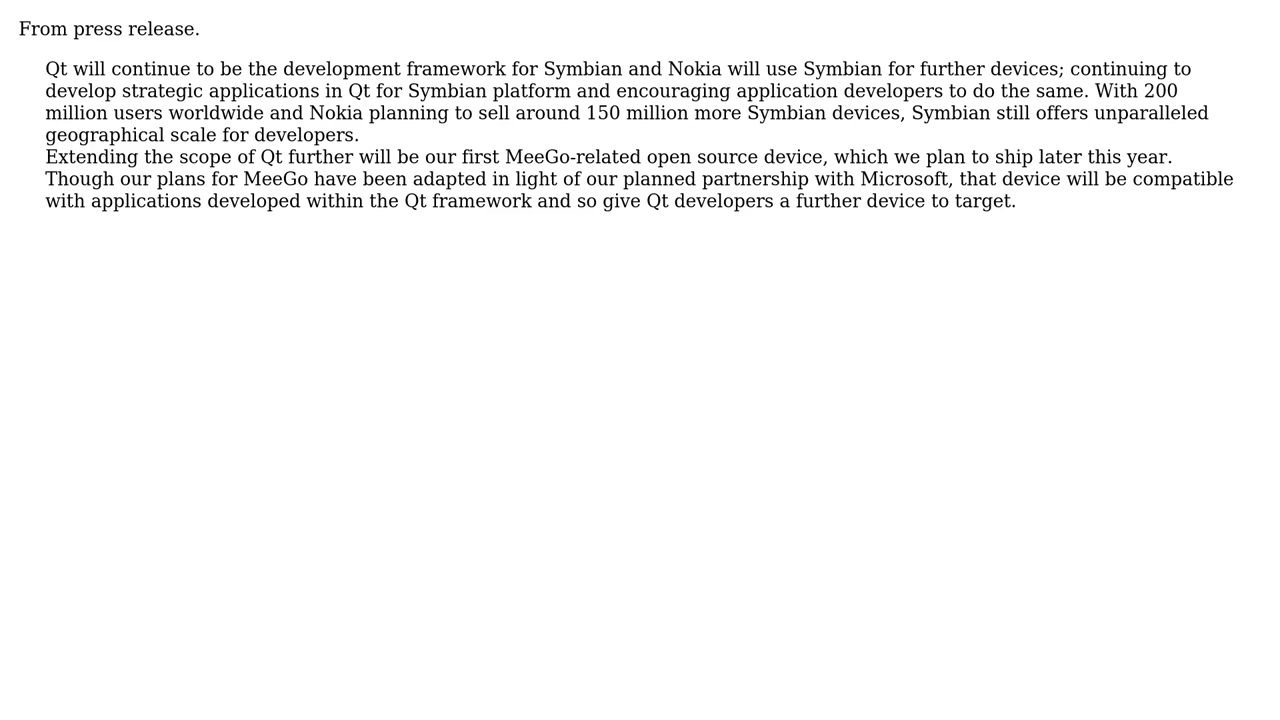 From press release.
Qt will continue to be the development framework for Symbian and Nokia will use Symbian for further devices; continuing to
develop strategic applications in Qt for Symbian platform and encouraging application developers to do the same. With 200
million users worldwide and Nokia planning to sell around 150 million more Symbian devices, Symbian still offers unparalleled
geographical scale for developers.
Extending the scope of Qt further will be our first MeeGo-related open source device, which we plan to ship later this year.
Though our plans for MeeGo have been adapted in light of our planned partnership with Microsoft, that device will be compatible
with applications developed within the Qt framework and so give Qt developers a further device to target.